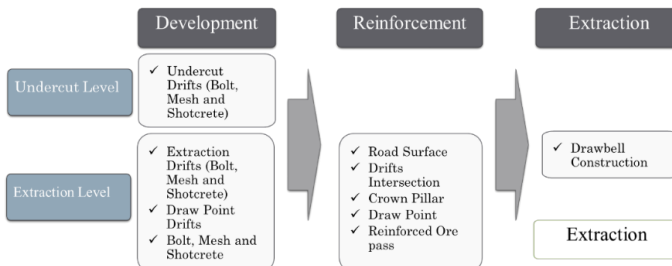 Development
Reinforcement
Extraction
Undercut Level
✓ Undercut
Drifts (Bolt,
Mesh and
Shotcrete)
Extraction Level
✓ Extraction
Drifts (Bolt,
Mesh and
Shotcrete)
✓ Draw Point
Drifts
✓ Bolt, Mesh and
Shotcrete
✓ Road Surface
✓ Drifts
Intersection
✓ Crown Pillar
✓ Draw Point
✓ Reinforced Ore
pass
✓ Drawbell
Construction
Extraction